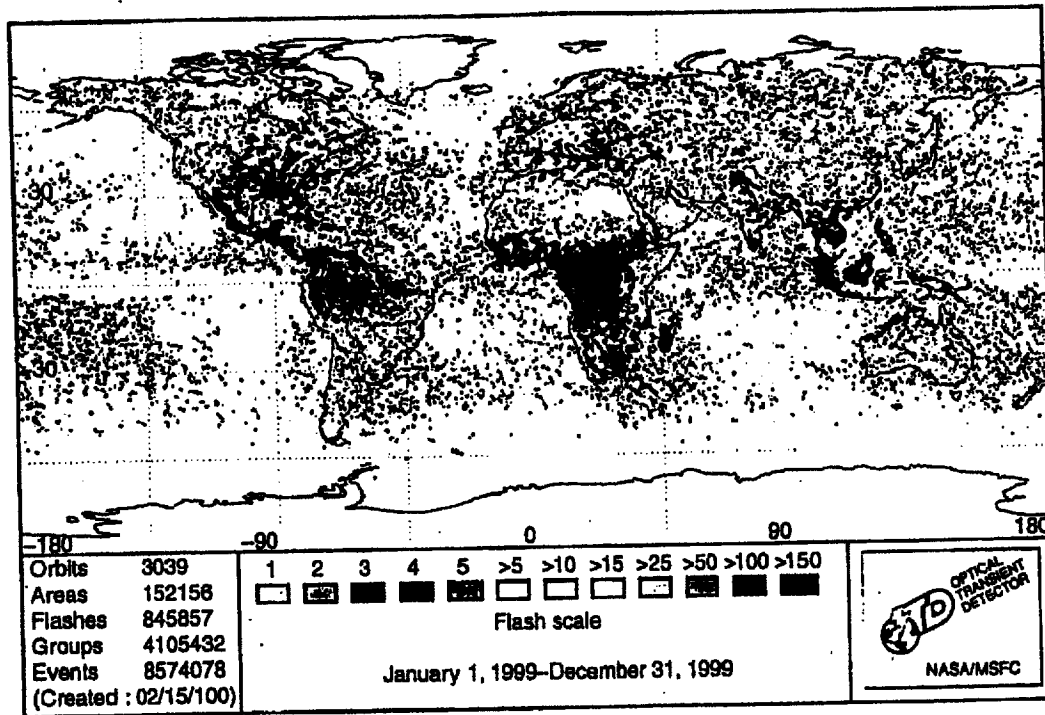 30
30
-180 -90 0 90 180
Orbits 3039
Areas 152156
Flashes 845857
Groups 4105432
Events 8574078
(Created : 02/15/100)
1 2 3 4 5 >5 >10 >15 >25 >50 >100 >150
Flash scale
January 1, 1999–December 31, 1999
OPTICAL
TRANSIENT
DETECTOR
NASA/MSFC